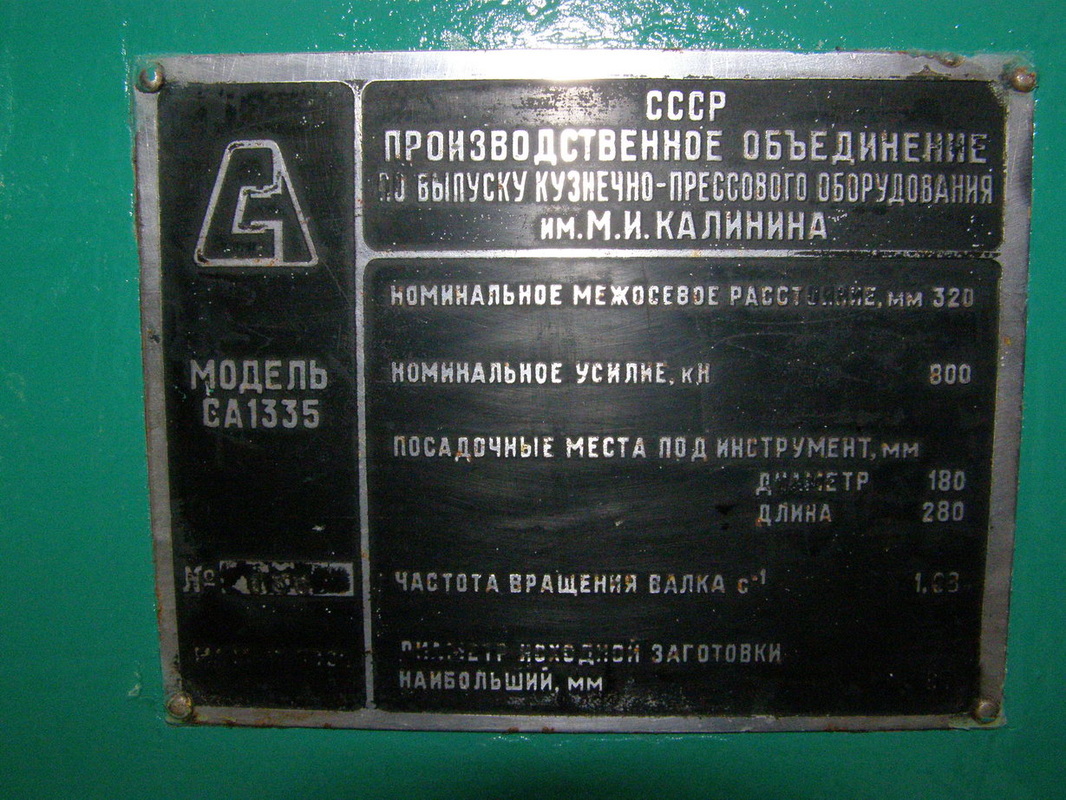 СССР
ПРОИЗВОДСТВЕННОЕ ОБЪЕДИНЕНИЕ
ПО ВЫПУСКУ КУЗНЕЧНО-ПРЕССОВОГО ОБОРУДОВАНИЯ
им. М.И. КАЛИНИНА
МОДЕЛЬ
СА1335
№
НОМИНАЛЬНОЕ МЕЖОСЕВОЕ РАССТОЯНИЕ, мм 320
НОМИНАЛЬНОЕ УСИЛИЕ, кН 800
ПОСАДОЧНЫЕ МЕСТА ПОД ИНСТРУМЕНТ, мм
ДИАМЕТР 180
ДЛИНА 280
ЧАСТОТА ВРАЩЕНИЯ ВАЛКА с⁻¹
ДИАМЕТР ИСХОДНОЙ ЗАГОТОВКИ
НАИБОЛЬШИЙ, мм